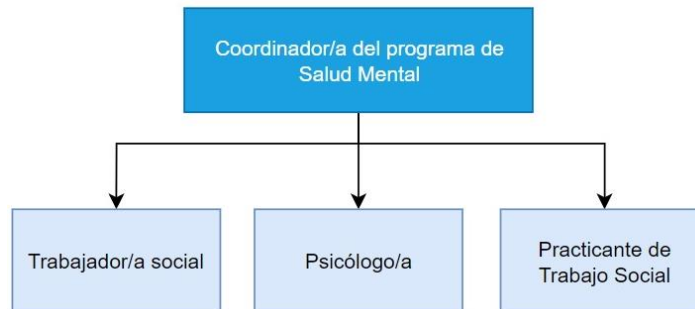 Coordinador/a del programa de
Salud Mental
Trabajador/a social
Psicólogo/a
Practicante de
Trabajo Social